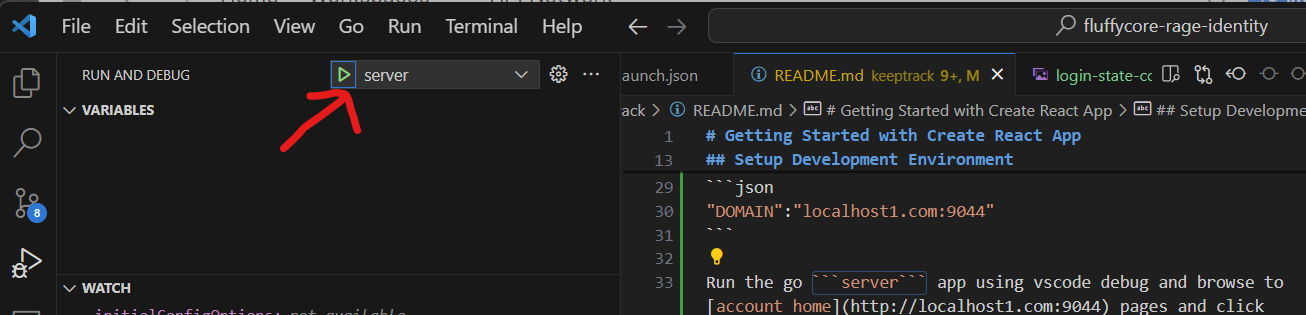 File Edit Selection View Go Run Terminal Help
fluffycore-rage-identity
RUN AND DEBUG
server
VARIABLES
8
WATCH
aunch.json
README.md keeptrack 9+, M
login-state-cc
rack > README.md > # Getting Started with Create React App > ## Setup Developme
1 # Getting Started with Create React App
13 ## Setup Development Environment
29 ```json
30 "DOMAIN":"localhost1.com:9044"
31 ```
32
33 Run the go ```server``` app using vscode debug and browse to
[account home](http://localhost1.com:9044) pages and click